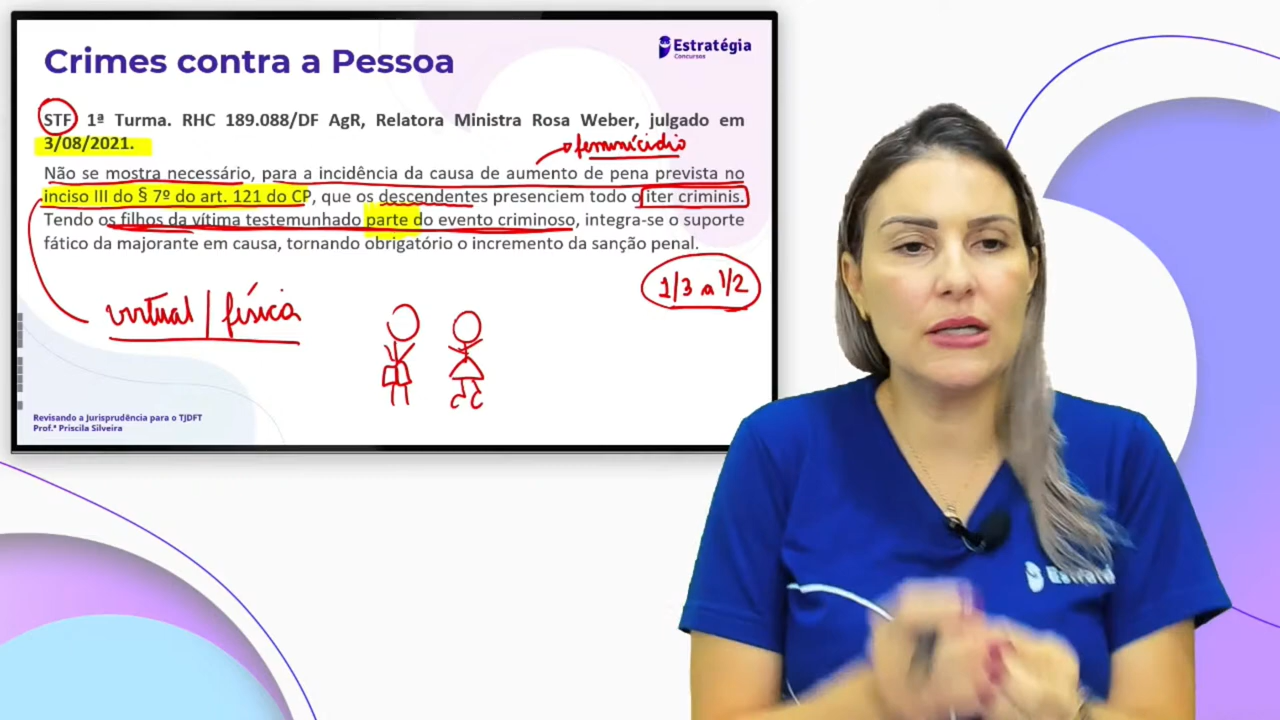 Crimes contra a Pessoa
Estratégia
Concursos
STF 1ª Turma. RHC 189.088/DF AgR, Relatora Ministra Rosa Weber, julgado em
3/08/2021.
feminicídio
Não se mostra necessário, para a incidência da causa de aumento de pena prevista no
inciso III do § 7º do art. 121 do CP, que os descendentes presenciem todo o iter criminis.
Tendo os filhos da vítima testemunhado parte do evento criminoso, integra-se o suporte
fático da majorante em causa, tornando obrigatório o incremento da sanção penal.
1/3 a 1/2
virtual / física
Revisando a Jurisprudência para o TJDFT
Prof.ª Priscila Silveira